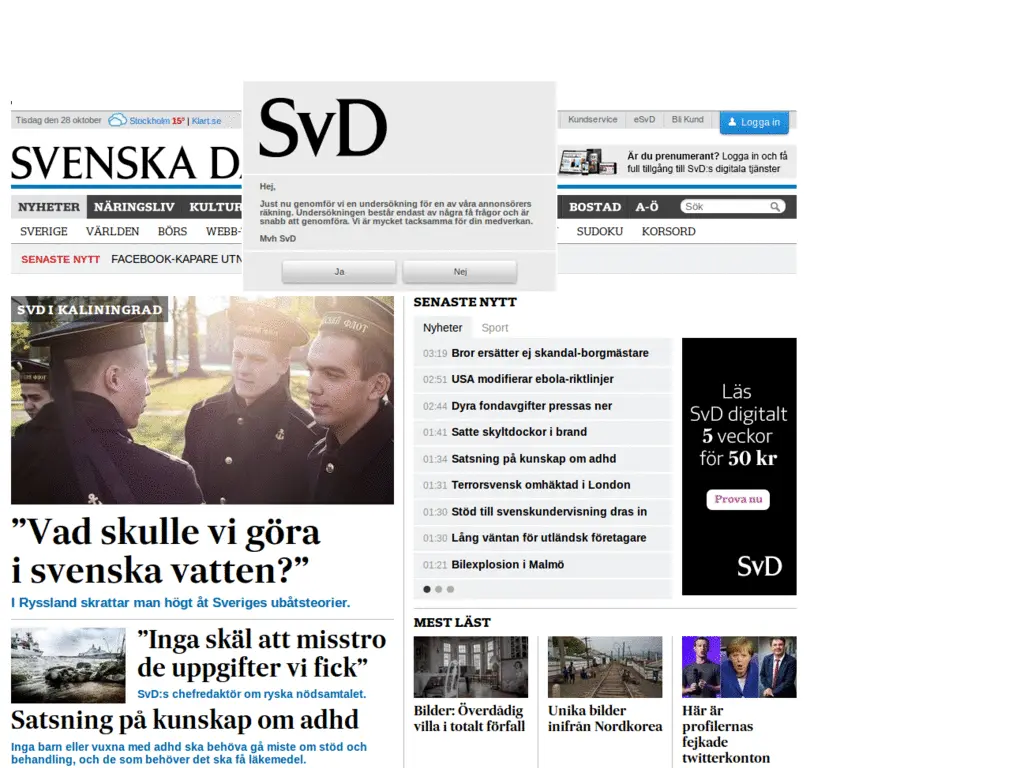 Tisdag den 28 oktober Stockholm 15° | Klart.se
Kundservice eSvD Bli Kund Logga in
SVENSKA DA
Är du prenumerant? Logga in och få
full tillgång till SvD:s digitala tjänster
SvD
Hej,
Just nu genomför vi en undersökning för en av våra annonsörers
räkning. Undersökningen består endast av några få frågor och är
snabb att genomföra. Vi är mycket tacksamma för din medverkan.
Mvh SvD
Ja Nej
NYHETER NÄRINGSLIV KULTUR BOSTAD A-Ö Sök
SVERIGE VÄRLDEN BÖRS WEBB- SUDOKU KORSORD
SENASTE NYTT FACEBOOK-KAPARE UTN
SVD I KALININGRAD
ФЛОТ
”Vad skulle vi göra
i svenska vatten?”
I Ryssland skrattar man högt åt Sveriges ubåtsteorier.
”Inga skäl att misstro
de uppgifter vi fick”
SvD:s chefredaktör om ryska nödsamtalet.
Satsning på kunskap om adhd
Inga barn eller vuxna med adhd ska behöva gå miste om stöd och
behandling, och de som behöver det ska få läkemedel.
SENASTE NYTT
Nyheter Sport
03:19 Bror ersätter ej skandal-borgmästare
02:51 USA modifierar ebola-riktlinjer
02:44 Dyra fondavgifter pressas ner
01:41 Satte skyltdockor i brand
01:34 Satsning på kunskap om adhd
01:31 Terrorsvensk omhäktad i London
01:30 Stöd till svenskundervisning dras in
01:30 Lång väntan för utländsk företagare
01:21 Bilexplosion i Malmö
Läs
SvD digitalt
5 veckor
för 50 kr
Prova nu
SvD
MEST LÄST
Bilder: Överdådig
villa i totalt förfall
Unika bilder
inifrån Nordkorea
Här är
profilernas
fejkade
twitterkonton